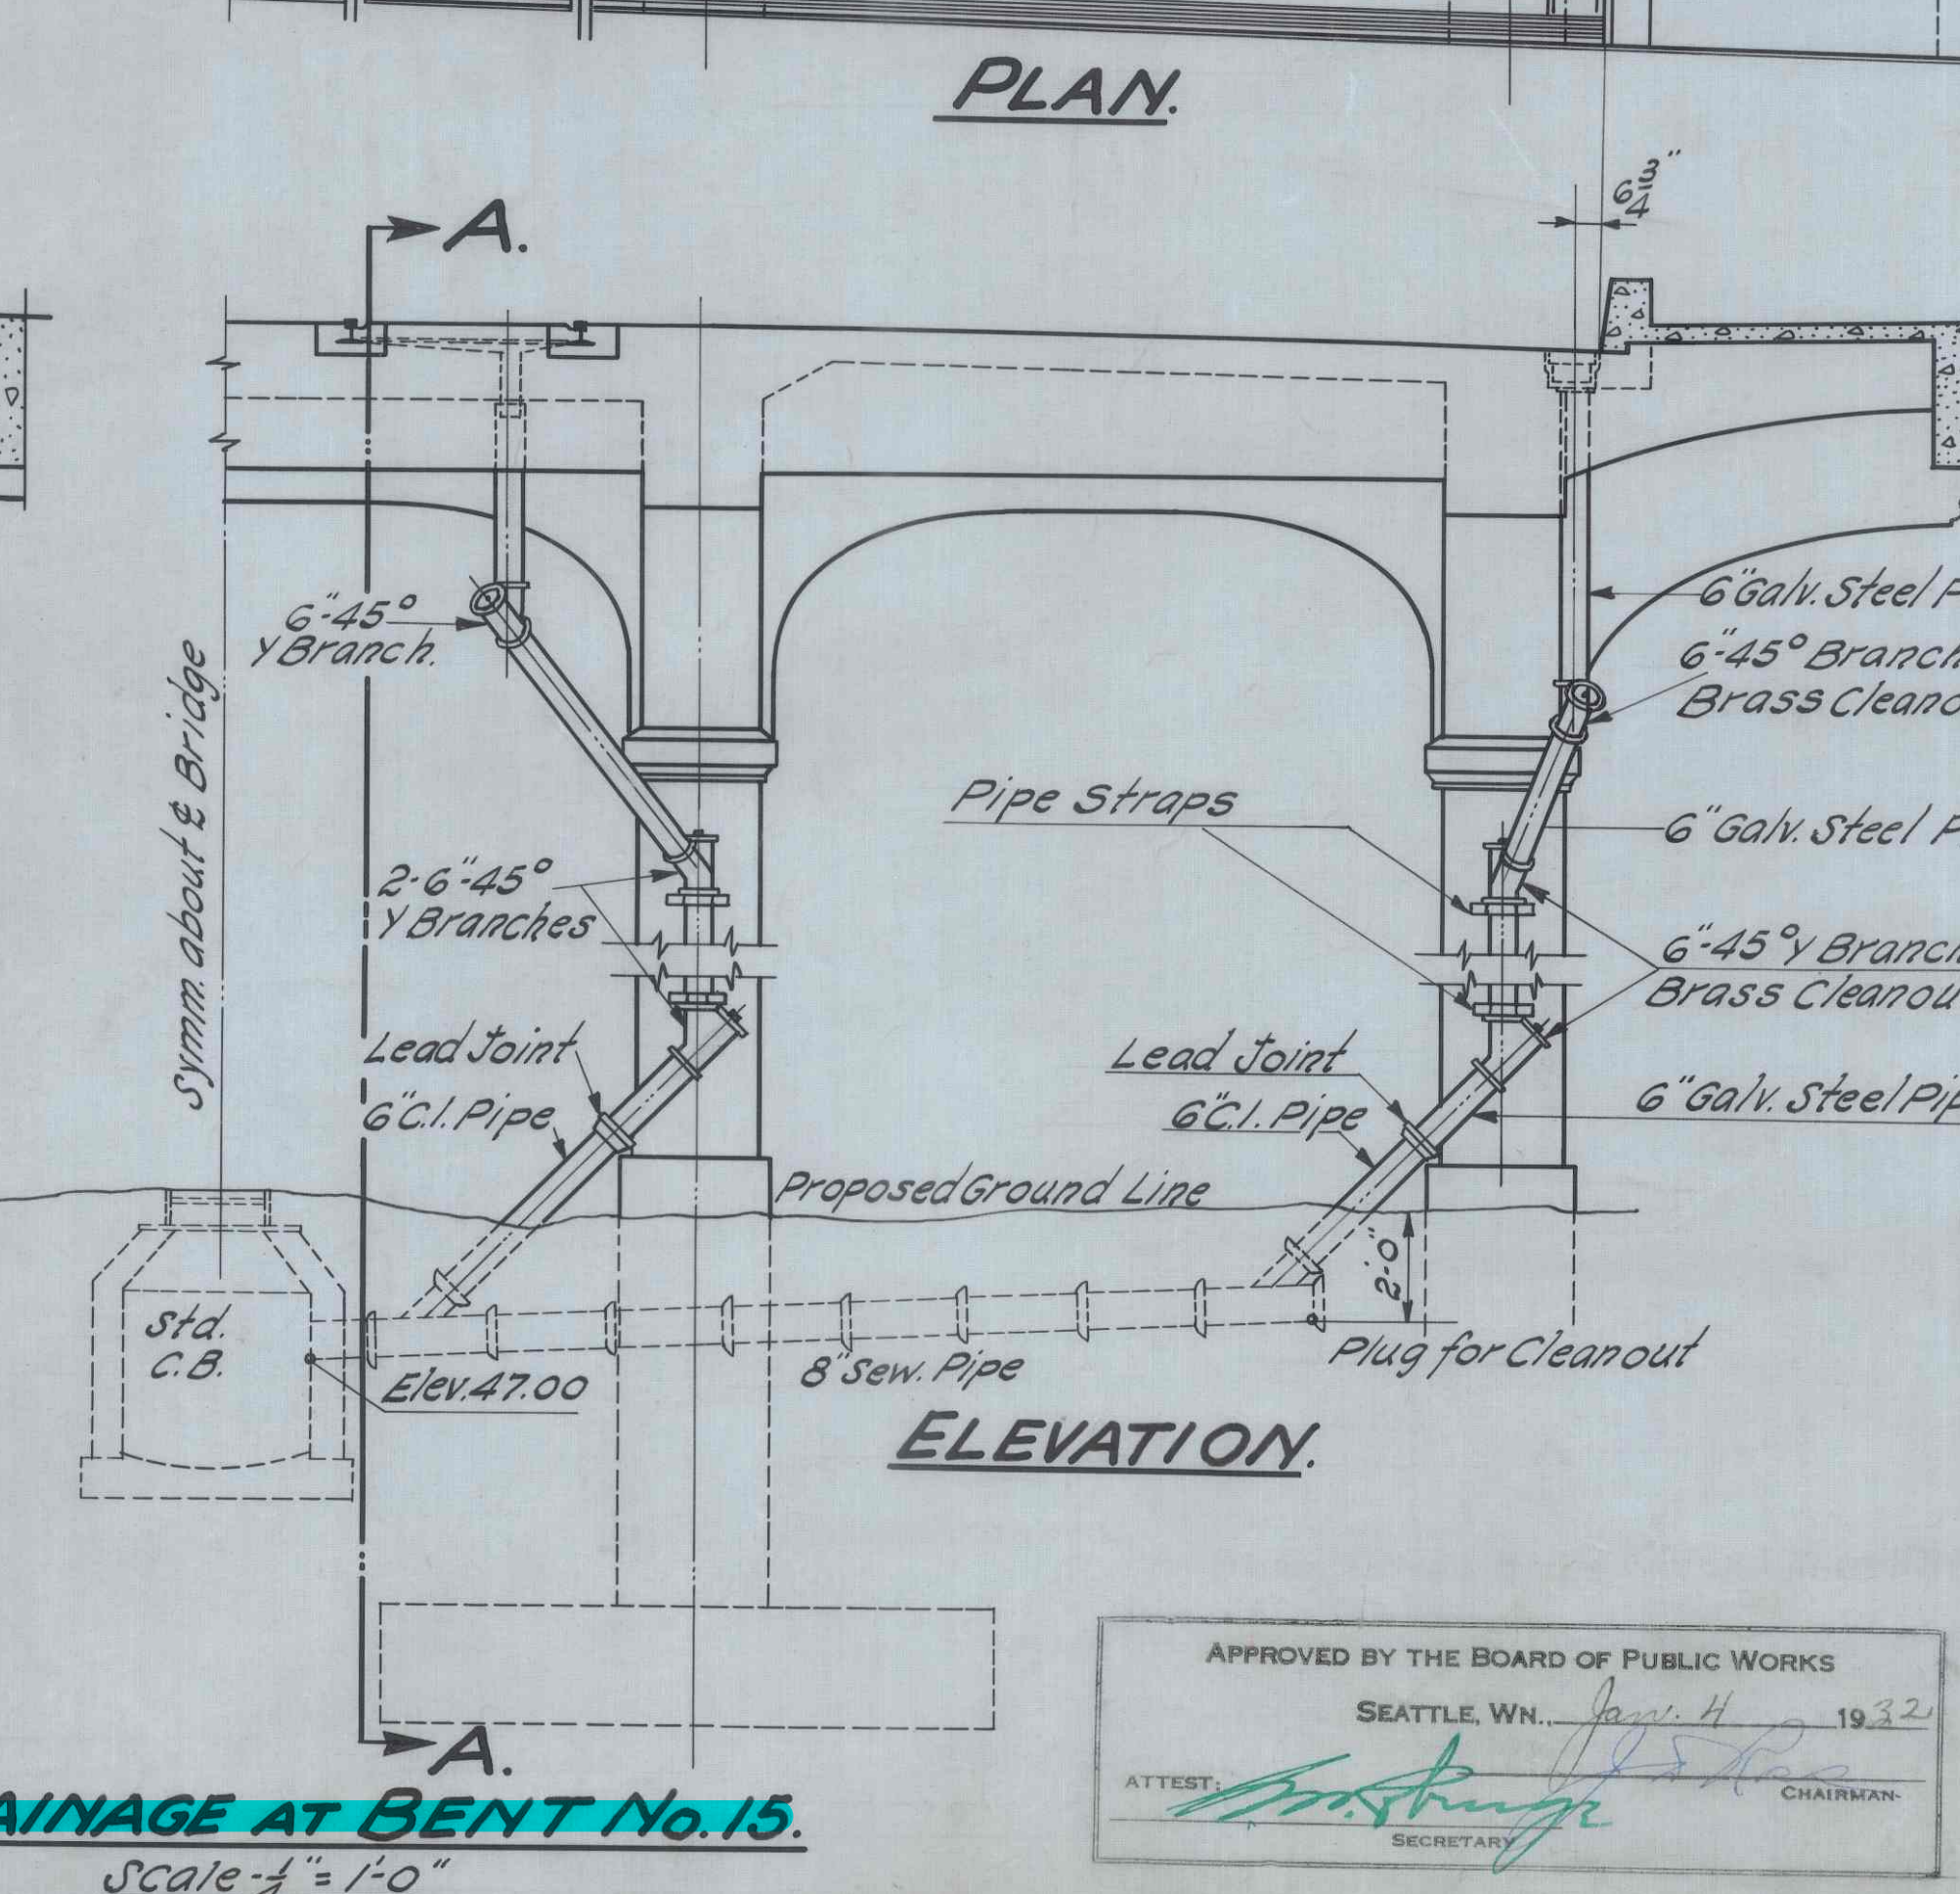 PLAN.
6 3/4"
A.
6"-45°
Y Branch.
6" Galv. Steel P
6"-45° Branch
Brass Cleano
Symm. about ℄ Bridge
Pipe Straps
6" Galv. Steel P
2-6"-45°
Y Branches
6"-45° Y Branch
Brass Cleanou
Lead Joint
6" C.I. Pipe
Lead Joint
6" C.I. Pipe
6" Galv. Steel Pip
Proposed Ground Line
2'-0"
Std.
C.B.
Elev. 47.00
8" Sew. Pipe
Plug for Cleanout
ELEVATION.
A.
AINAGE AT BENT No. 15.
Scale - 1/4" = 1'-0"
APPROVED BY THE BOARD OF PUBLIC WORKS
SEATTLE, WN., Jan. 4 1932
ATTEST:
CHAIRMAN-
SECRETARY